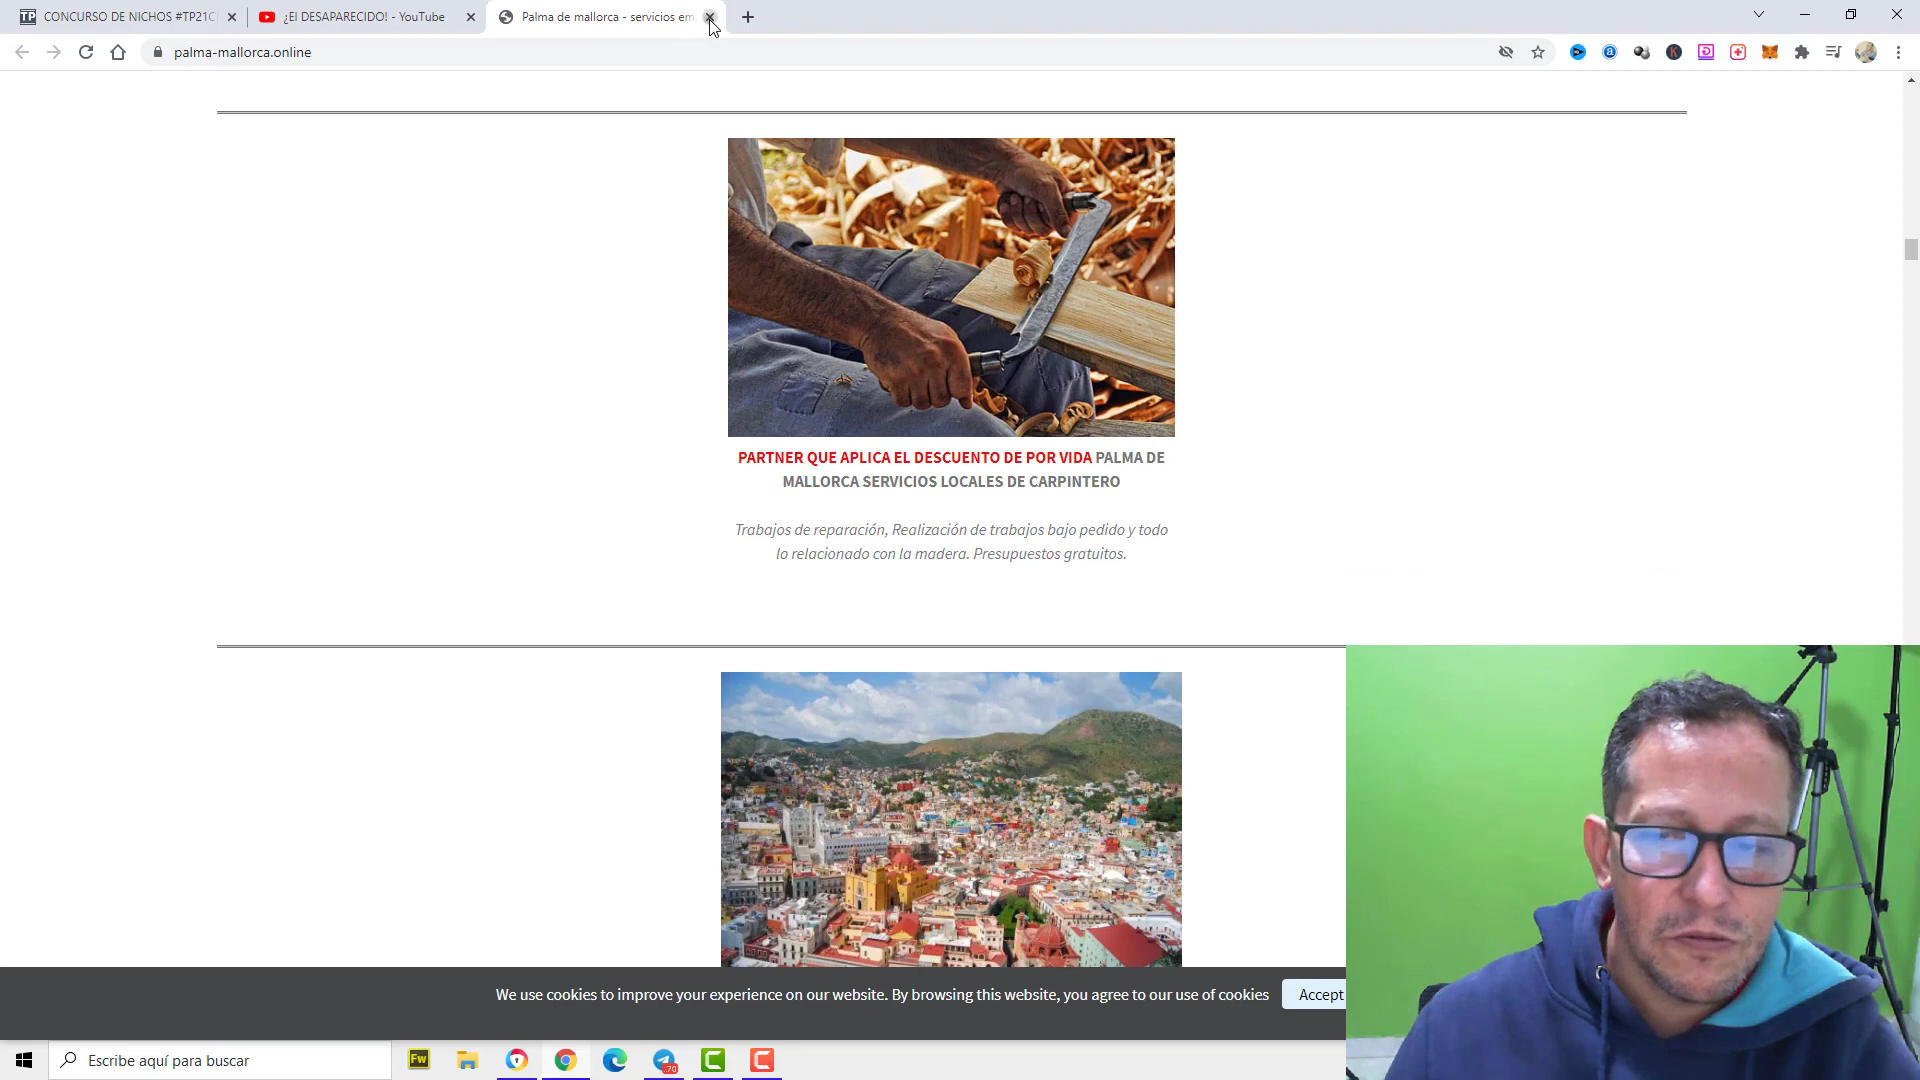 CONCURSO DE NICHOS #TP21C
¿El DESAPARECIDO! - YouTube
Palma de mallorca - servicios em
palma-mallorca.online
PARTNER QUE APLICA EL DESCUENTO DE POR VIDA PALMA DE
MALLORCA SERVICIOS LOCALES DE CARPINTERO
Trabajos de reparación, Realización de trabajos bajo pedido y todo
lo relacionado con la madera. Presupuestos gratuitos.
We use cookies to improve your experience on our website. By browsing this website, you agree to our use of cookies
Accept
Escribe aquí para buscar